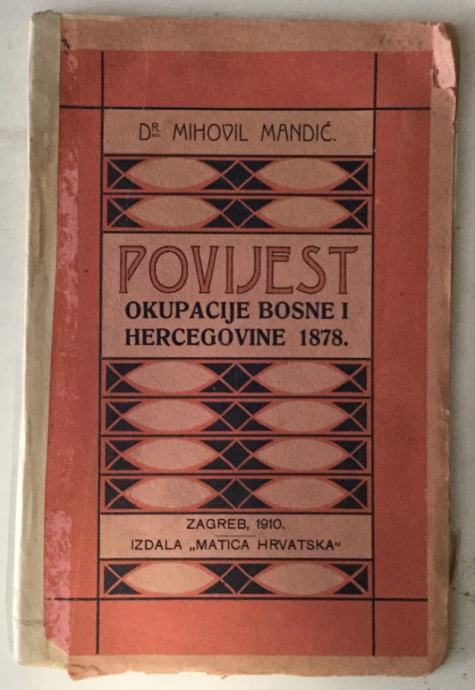 DR. MIHOVIL MANDIĆ.
POVIJEST
OKUPACIJE BOSNE I
HERCEGOVINE 1878.
ZAGREB, 1910.
IZDALA „MATICA HRVATSKA“